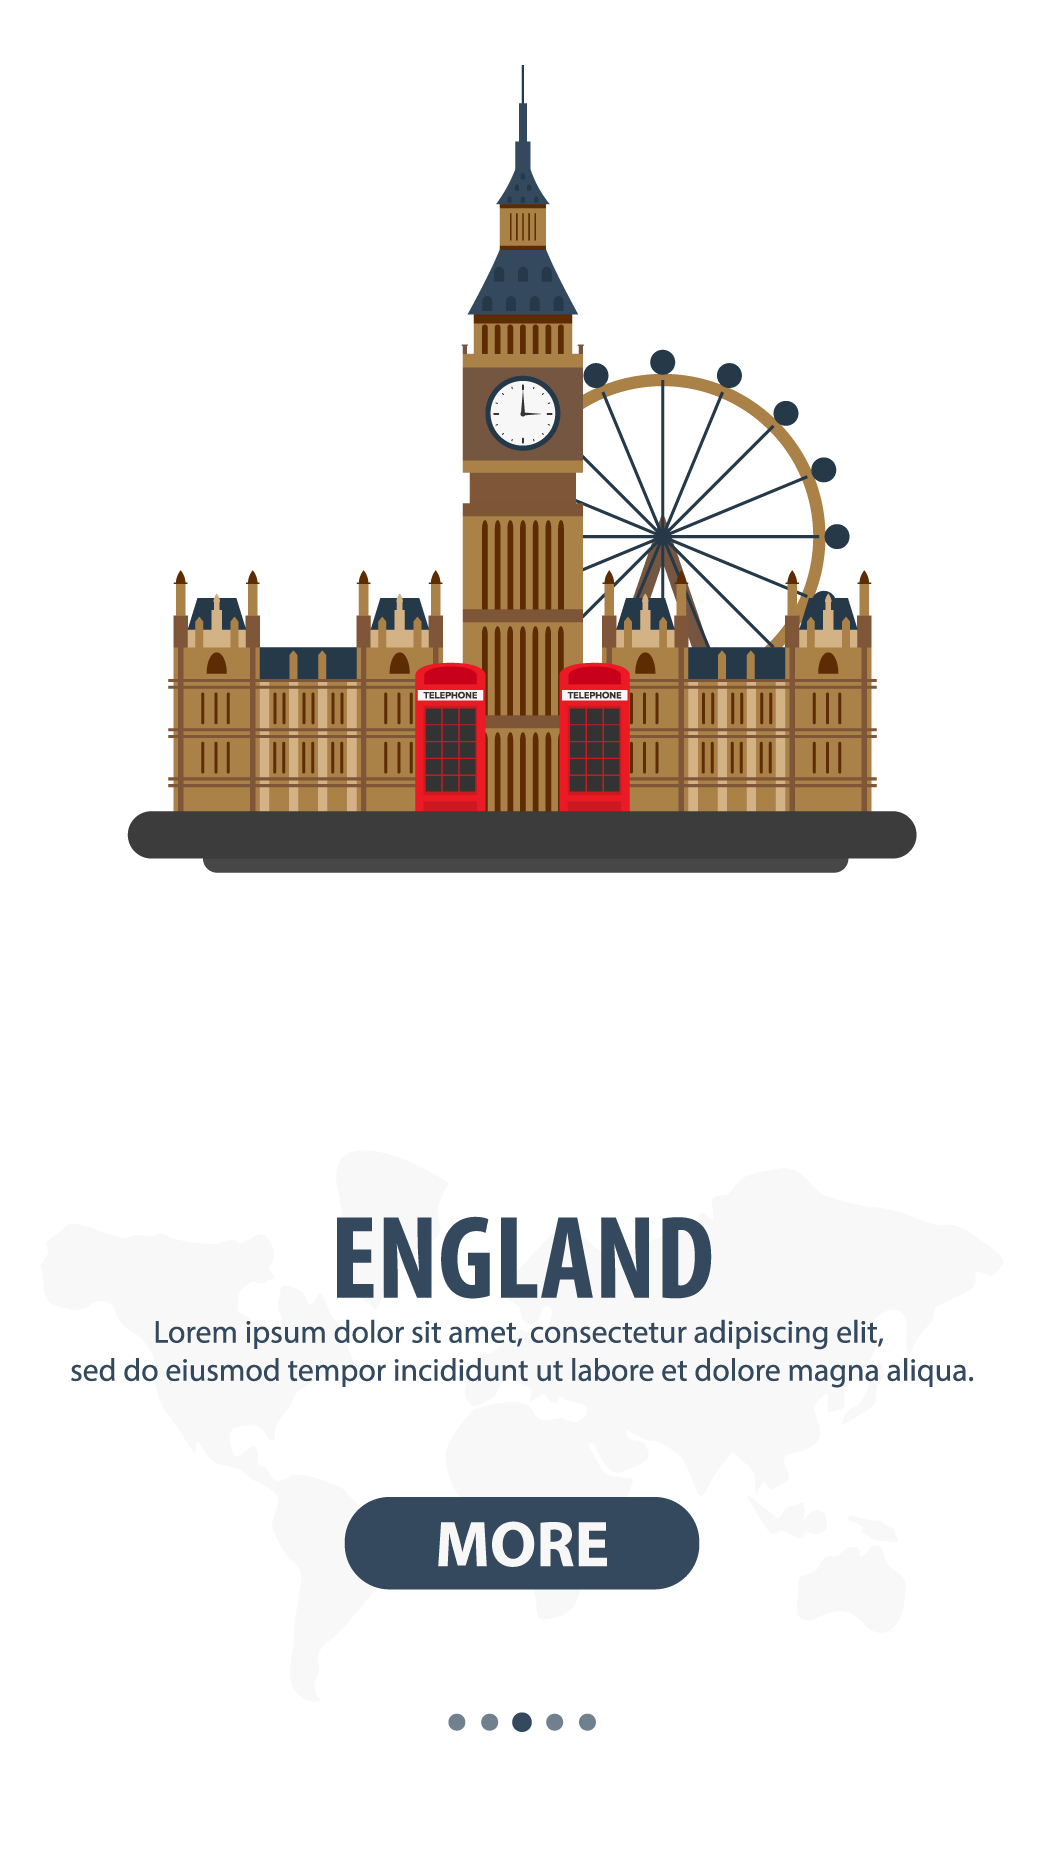 TELEPHONE TELEPHONE
ENGLAND
Lorem ipsum dolor sit amet, consectetur adipiscing elit,
sed do eiusmod tempor incididunt ut labore et dolore magna aliqua.
MORE